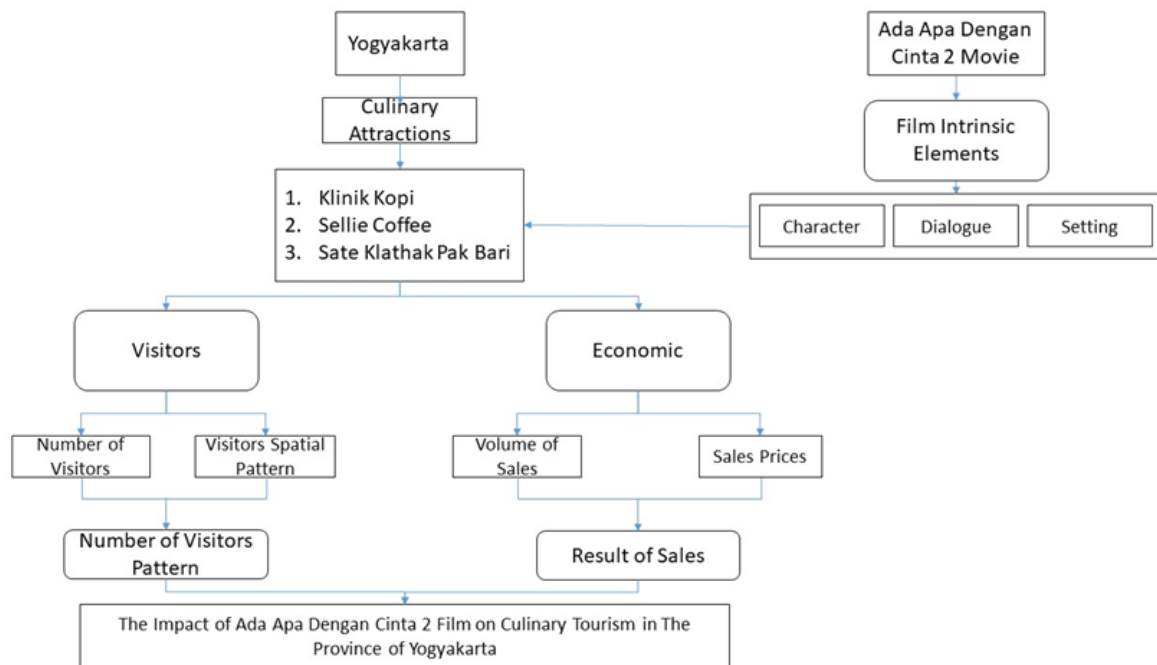 Yogyakarta
Ada Apa Dengan
Cinta 2 Movie
Culinary
Attractions
Film Intrinsic
Elements
1. Klinik Kopi
2. Sellie Coffee
3. Sate Klathak Pak Bari
Character
Dialogue
Setting
Visitors
Economic
Number of
Visitors
Visitors Spatial
Pattern
Volume of
Sales
Sales Prices
Number of Visitors
Pattern
Result of Sales
The Impact of Ada Apa Dengan Cinta 2 Film on Culinary Tourism in The
Province of Yogyakarta